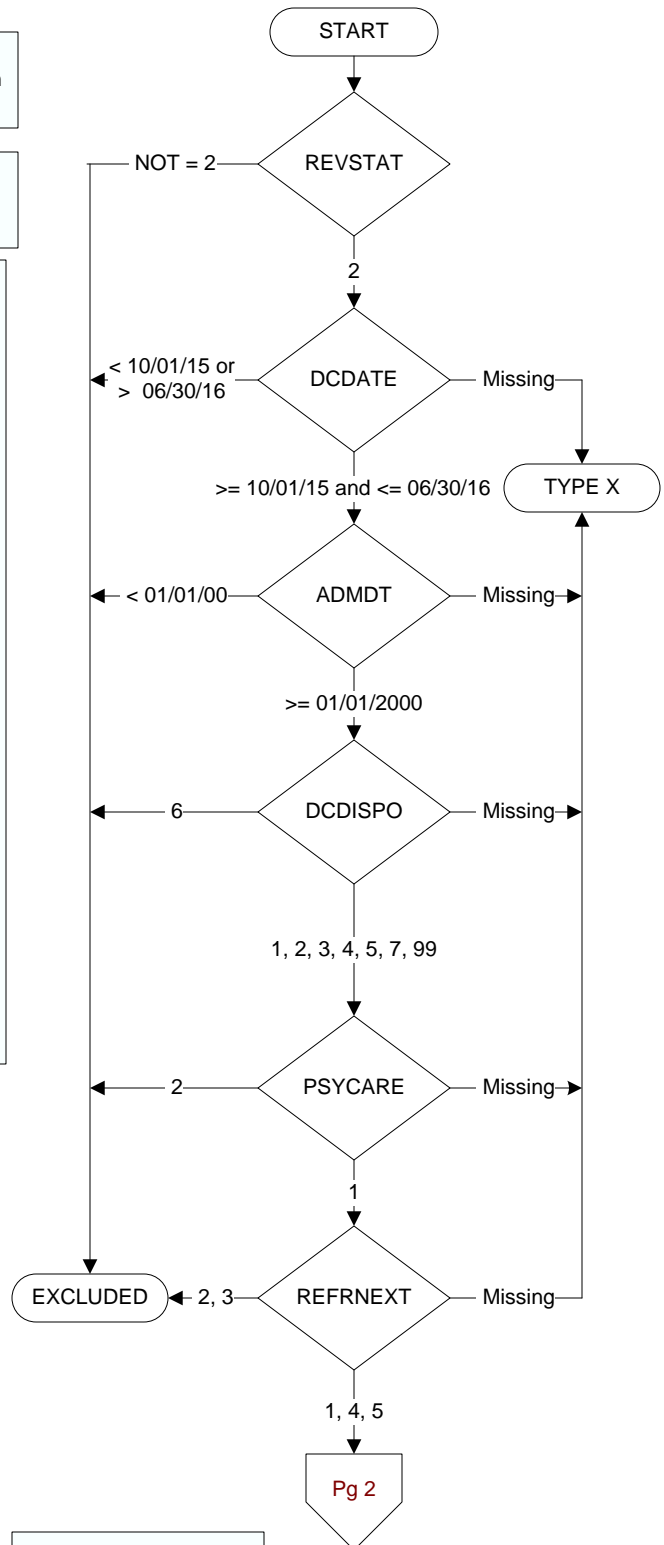 START
NOT = 2
REVSTAT
2
< 10/01/15 or
> 06/30/16
DCDATE
Missing
>= 10/01/15 and <= 06/30/16
TYPE X
< 01/01/00
ADMDT
Missing
>= 01/01/2000
6
DCDISPO
Missing
1, 2, 3, 4, 5, 7, 99
2
PSYCARE
Missing
1
EXCLUDED
2, 3
REFRNEXT
Missing
1, 4, 5
Pg 2